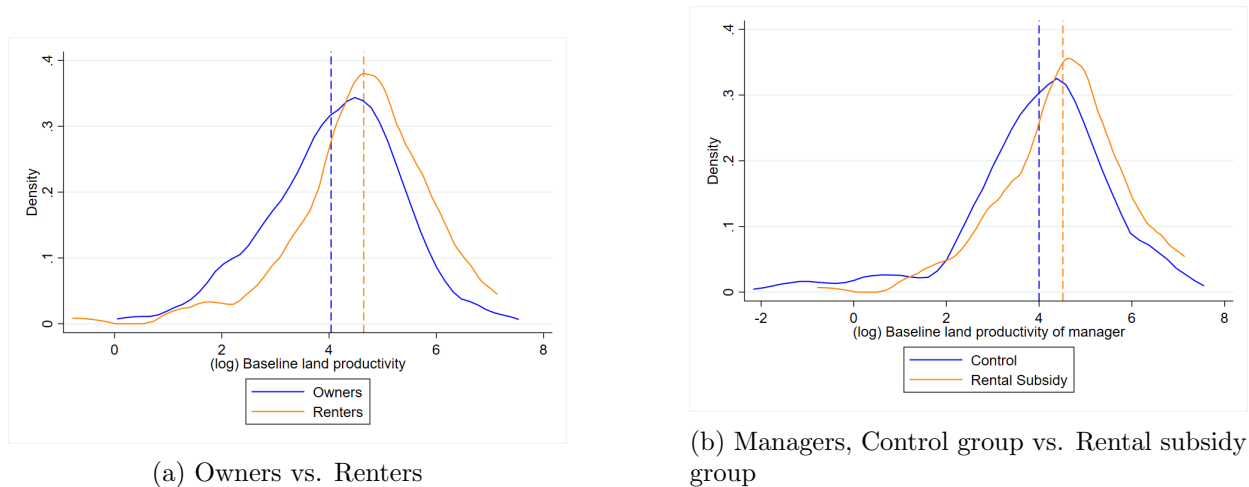 .4
.3
.2
.1
0
Density
0
2
4
6
8
(log) Baseline land productivity
Owners
Renters
(a) Owners vs. Renters
.4
.3
.2
.1
0
Density
-2
0
2
4
6
8
(log) Baseline land productivity of manager
Control
Rental Subsidy
(b) Managers, Control group vs. Rental subsidy
group